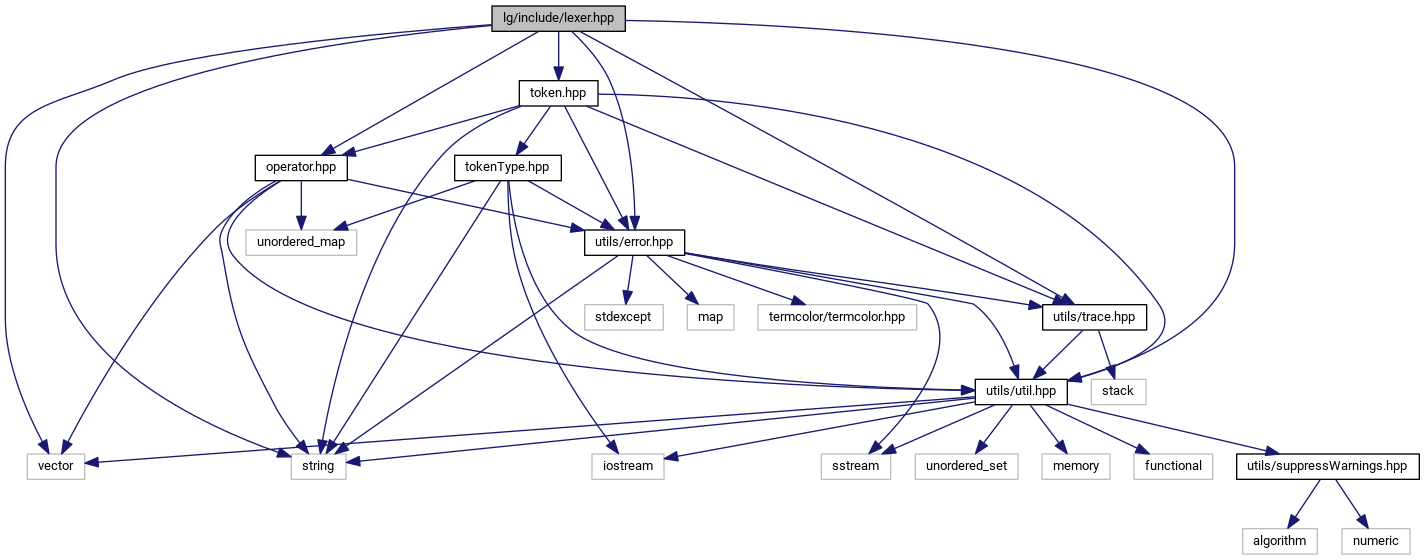 lg/include/lexer.hpp
token.hpp
operator.hpp
tokenType.hpp
unordered_map
utils/error.hpp
stdexcept
map
termcolor/termcolor.hpp
utils/trace.hpp
utils/util.hpp
stack
vector
string
iostream
sstream
unordered_set
memory
functional
utils/suppressWarnings.hpp
algorithm
numeric